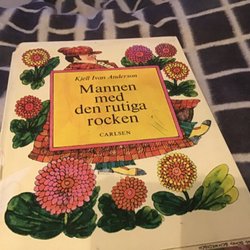 Kjell Ivan Anderson
Mannen
med
den rutiga
rocken
CARLSEN